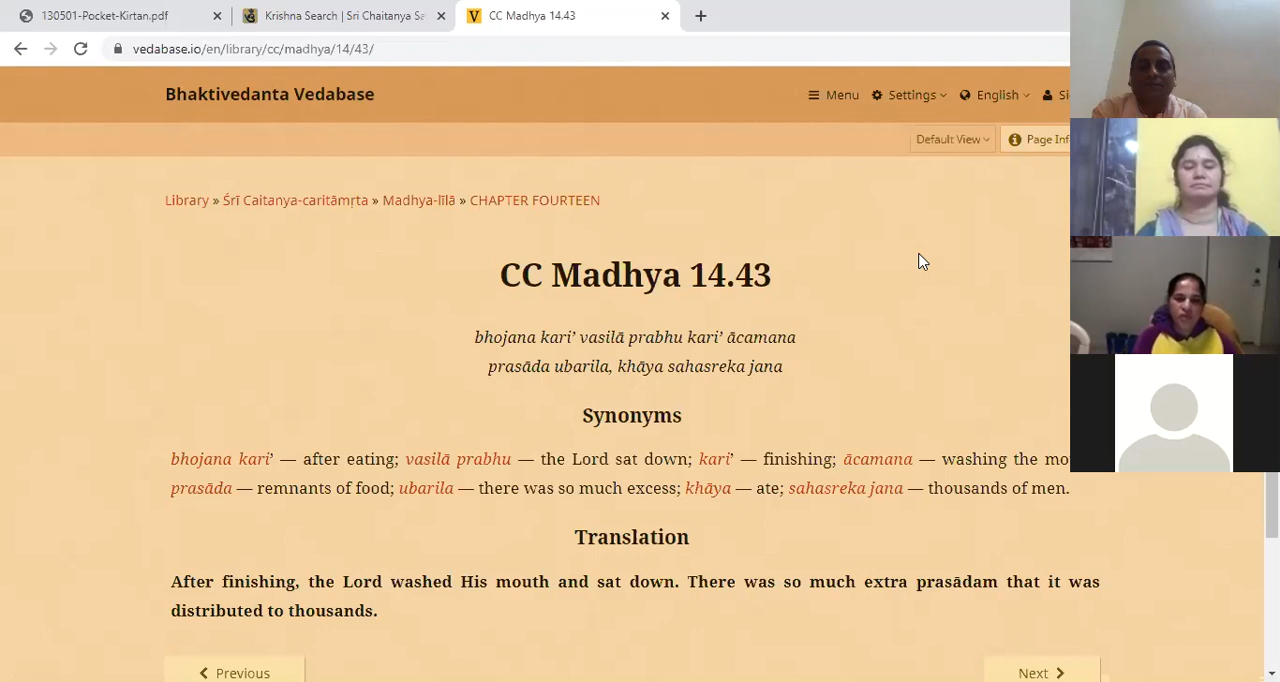 130501-Pocket-Kirtan.pdf
Krishna Search | Sri Chaitanya Sa
CC Madhya 14.43
vedabase.io/en/library/cc/madhya/14/43/
Bhaktivedanta Vedabase
Menu Settings English Si
Default View Page Inf
Library » Śrī Caitanya-caritāmṛta » Madhya-līlā » CHAPTER FOURTEEN
CC Madhya 14.43
bhojana kari’ vasilā prabhu kari’ ācamana
prasāda ubarila, khāya sahasreka jana
Synonyms
bhojana kari’ — after eating; vasilā prabhu — the Lord sat down; kari’ — finishing; ācamana — washing the mo
prasāda — remnants of food; ubarila — there was so much excess; khāya — ate; sahasreka jana — thousands of men.
Translation
After finishing, the Lord washed His mouth and sat down. There was so much extra prasādam that it was
distributed to thousands.
Previous
Next